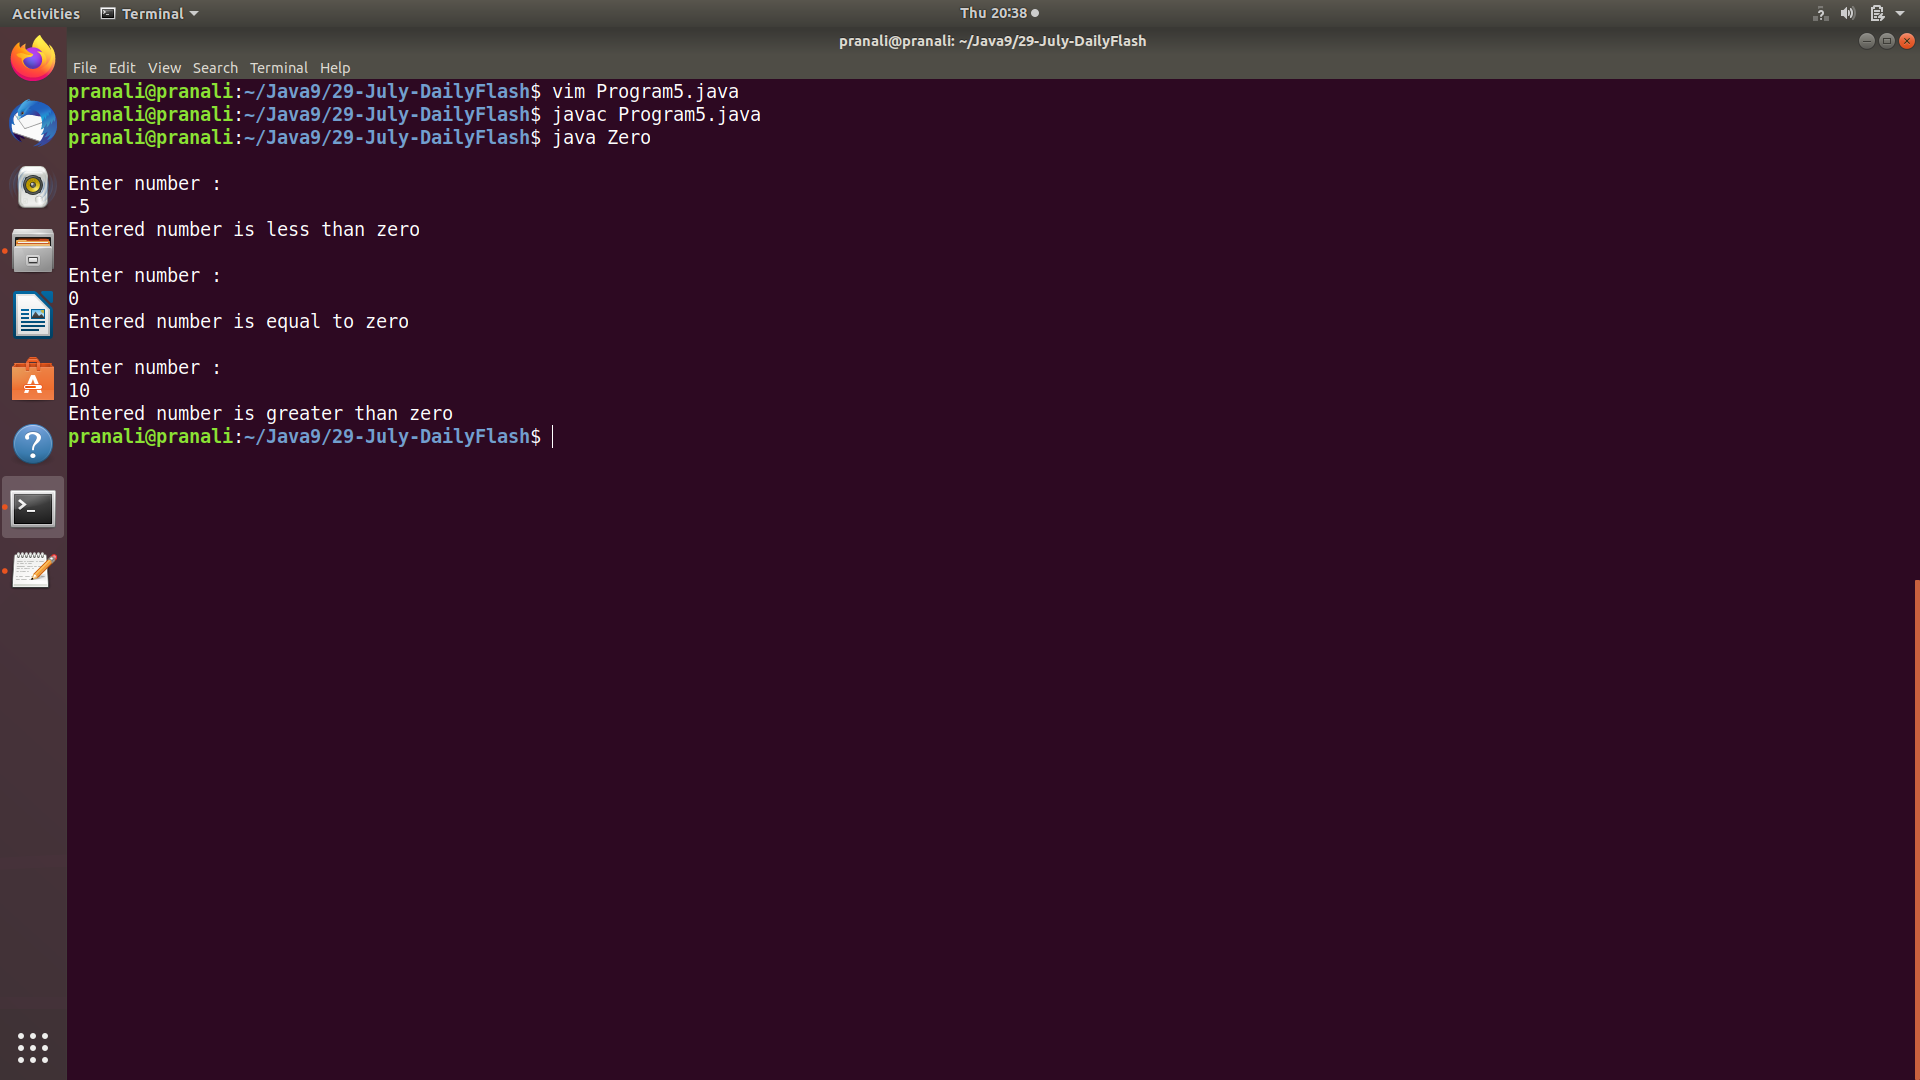 Activities Terminal Thu 20:38
pranali@pranali: ~/Java9/29-July-DailyFlash
File Edit View Search Terminal Help
pranali@pranali:~/Java9/29-July-DailyFlash$ vim Program5.java
pranali@pranali:~/Java9/29-July-DailyFlash$ javac Program5.java
pranali@pranali:~/Java9/29-July-DailyFlash$ java Zero
Enter number :
-5
Entered number is less than zero
Enter number :
0
Entered number is equal to zero
Enter number :
10
Entered number is greater than zero
pranali@pranali:~/Java9/29-July-DailyFlash$